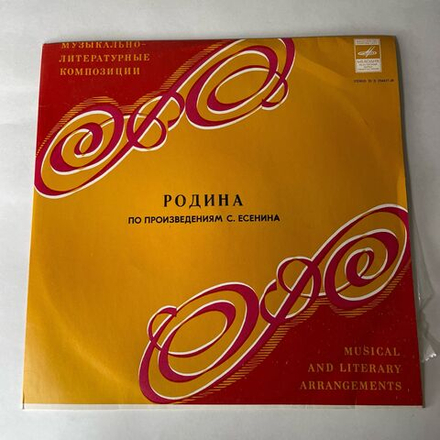 МУЗЫКАЛЬНО-
ЛИТЕРАТУРНЫЕ
КОМПОЗИЦИИ
РОДИНА
ПО ПРОИЗВЕДЕНИЯМ С. ЕСЕНИНА
MUSICAL
AND LITERARY
ARRANGEMENTS